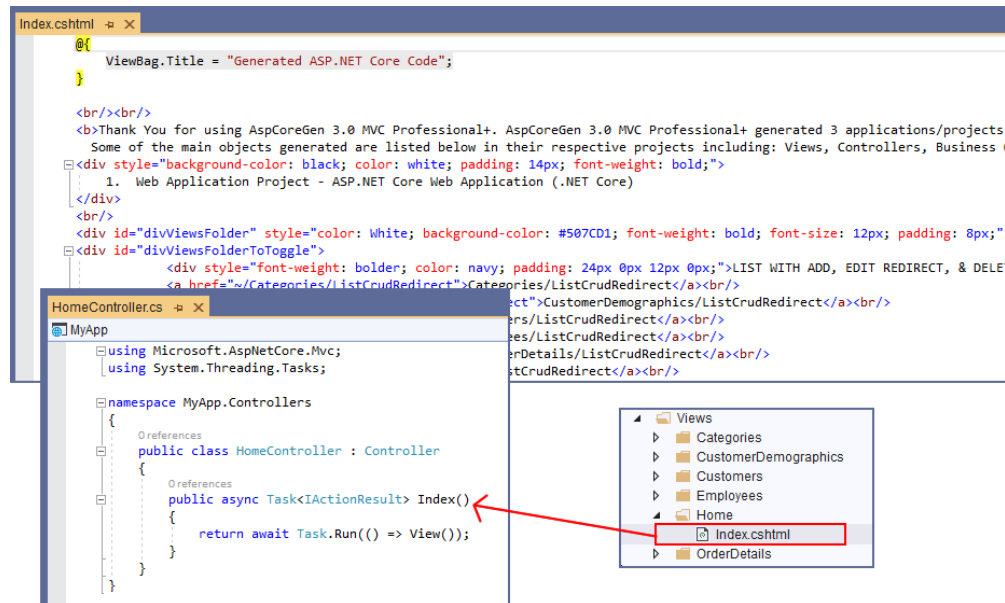 Index.cshtml
@{
ViewBag.Title = "Generated ASP.NET Core Code";
}
<br/><br/>
<b>Thank You for using AspCoreGen 3.0 MVC Professional+. AspCoreGen 3.0 MVC Professional+ generated 3 applications/projects
Some of the main objects generated are listed below in their respective projects including: Views, Controllers, Business
<div style="background-color: black; color: white; padding: 14px; font-weight: bold;">
1. Web Application Project - ASP.NET Core Web Application (.NET Core)
</div>
<br/>
<div id="divViewsFolder" style="color: White; background-color: #507CD1; font-weight: bold; font-size: 12px; padding: 8px;"
<div id="divViewsFolderToToggle">
<div style="font-weight: bolder; color: navy; padding: 24px 0px 12px 0px;">LIST WITH ADD, EDIT REDIRECT, & DELE
<a href="~/Categories/ListCrudRedirect">Categories/ListCrudRedirect</a><br/>
ect">CustomerDemographics/ListCrudRedirect</a><br/>
ers/ListCrudRedirect</a><br/>
ees/ListCrudRedirect</a><br/>
erDetails/ListCrudRedirect</a><br/>
stCrudRedirect</a><br/>
HomeController.cs
MyApp
using Microsoft.AspNetCore.Mvc;
using System.Threading.Tasks;
namespace MyApp.Controllers
{
0 references
public class HomeController : Controller
{
0 references
public async Task<IActionResult> Index()
{
return await Task.Run(() => View());
}
}
}
Views
Categories
CustomerDemographics
Customers
Employees
Home
Index.cshtml
OrderDetails